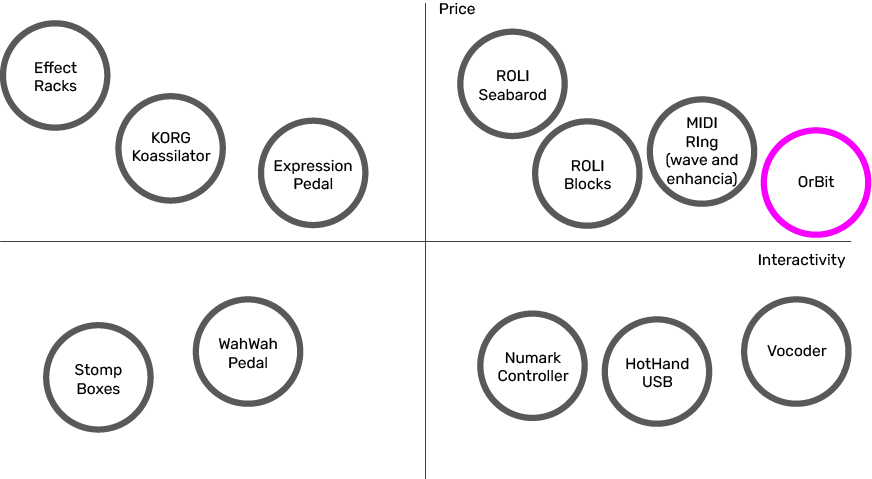 Price
Effect
Racks
KORG
Koassilator
Expression
Pedal
ROLI
Seabarod
ROLI
Blocks
MIDI
RIng
(wave and
enhancia)
OrBit
Interactivity
Stomp
Boxes
WahWah
Pedal
Numark
Controller
HotHand
USB
Vocoder